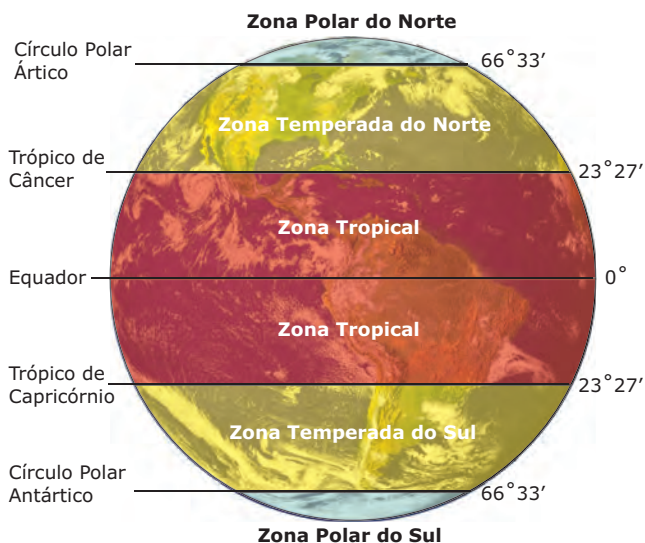 Zona Polar do Norte
Círculo Polar
Ártico
66˚33′
Zona Temperada do Norte
Trópico de
Câncer
23˚27′
Zona Tropical
Equador
0˚
Zona Tropical
Trópico de
Capricórnio
23˚27′
Zona Temperada do Sul
Círculo Polar
Antártico
66˚33′
Zona Polar do Sul